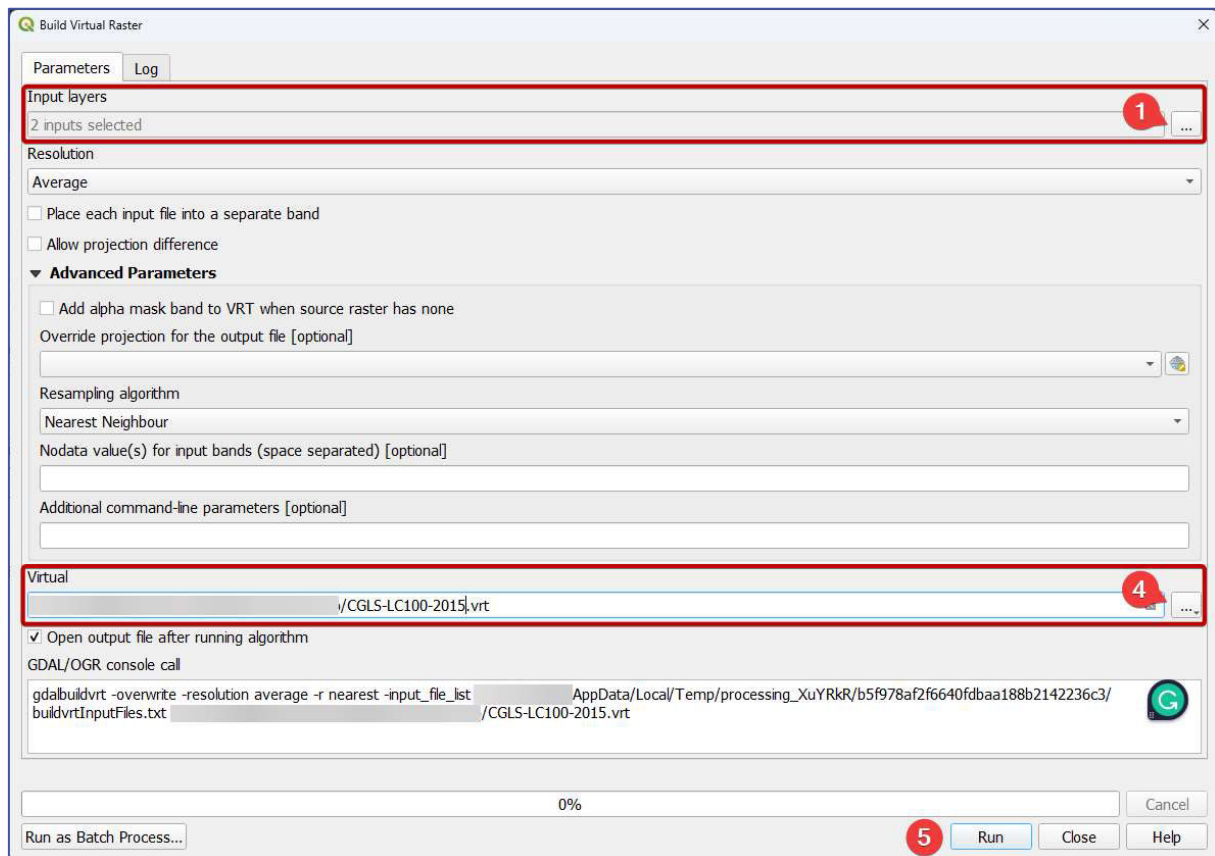 Build Virtual Raster
Parameters Log
Input layers
2 inputs selected
1
...
Resolution
Average
Place each input file into a separate band
Allow projection difference
Advanced Parameters
Add alpha mask band to VRT when source raster has none
Override projection for the output file [optional]
Resampling algorithm
Nearest Neighbour
Nodata value(s) for input bands (space separated) [optional]
Additional command-line parameters [optional]
Virtual
/CGLS-LC100-2015.vrt
4
...
Open output file after running algorithm
GDAL/OGR console call
gdalbuildvrt -overwrite -resolution average -r nearest -input_file_list AppData/Local/Temp/processing_XuYRkR/b5f978af2f6640fdbaa188b2142236c3/
buildvrtInputFiles.txt /CGLS-LC100-2015.vrt
0%
Cancel
Run as Batch Process... 5 Run Close Help